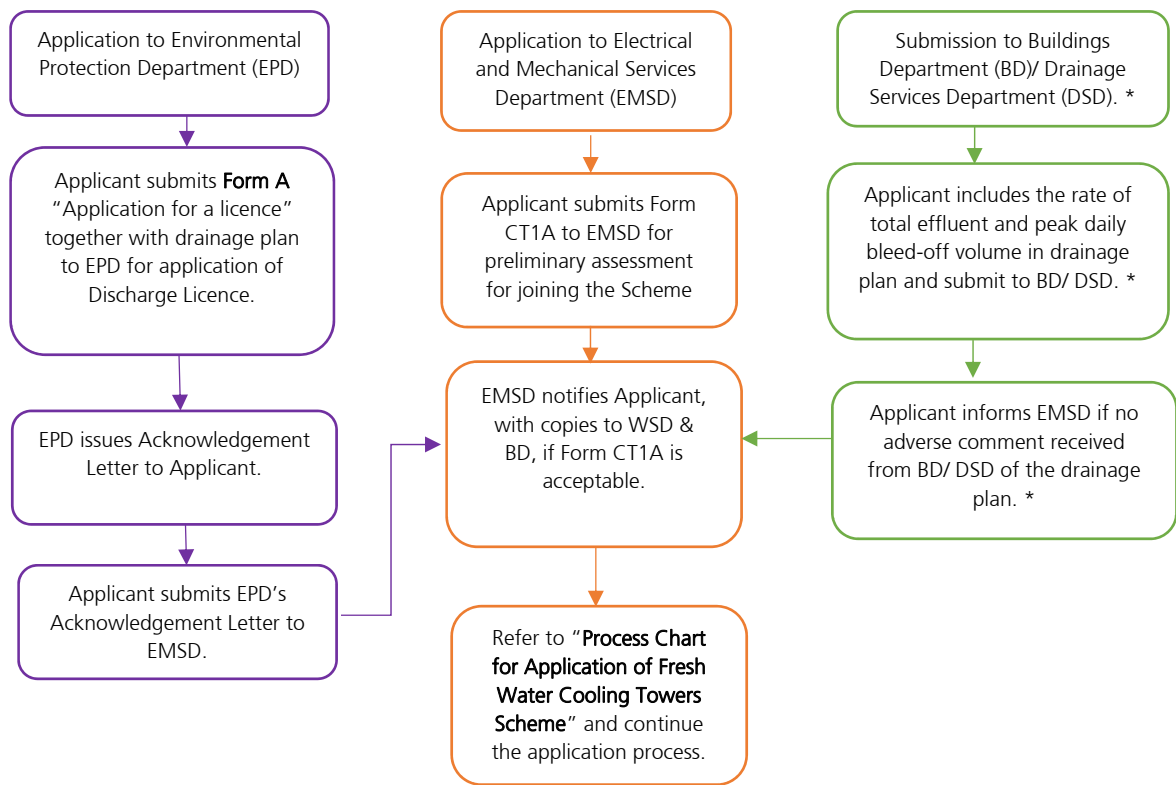 Application to Environmental
Protection Department (EPD)
Applicant submits Form A
“Application for a licence”
together with drainage plan
to EPD for application of
Discharge Licence.
EPD issues Acknowledgement
Letter to Applicant.
Applicant submits EPD’s
Acknowledgement Letter to
EMSD.
Application to Electrical
and Mechanical Services
Department (EMSD)
Applicant submits Form
CT1A to EMSD for
preliminary assessment
for joining the Scheme
EMSD notifies Applicant,
with copies to WSD &
BD, if Form CT1A is
acceptable.
Refer to “Process Chart
for Application of Fresh
Water Cooling Towers
Scheme” and continue
the application process.
Submission to Buildings
Department (BD)/ Drainage
Services Department (DSD). *
Applicant includes the rate of
total effluent and peak daily
bleed-off volume in drainage
plan and submit to BD/ DSD. *
Applicant informs EMSD if no
adverse comment received
from BD/ DSD of the drainage
plan. *